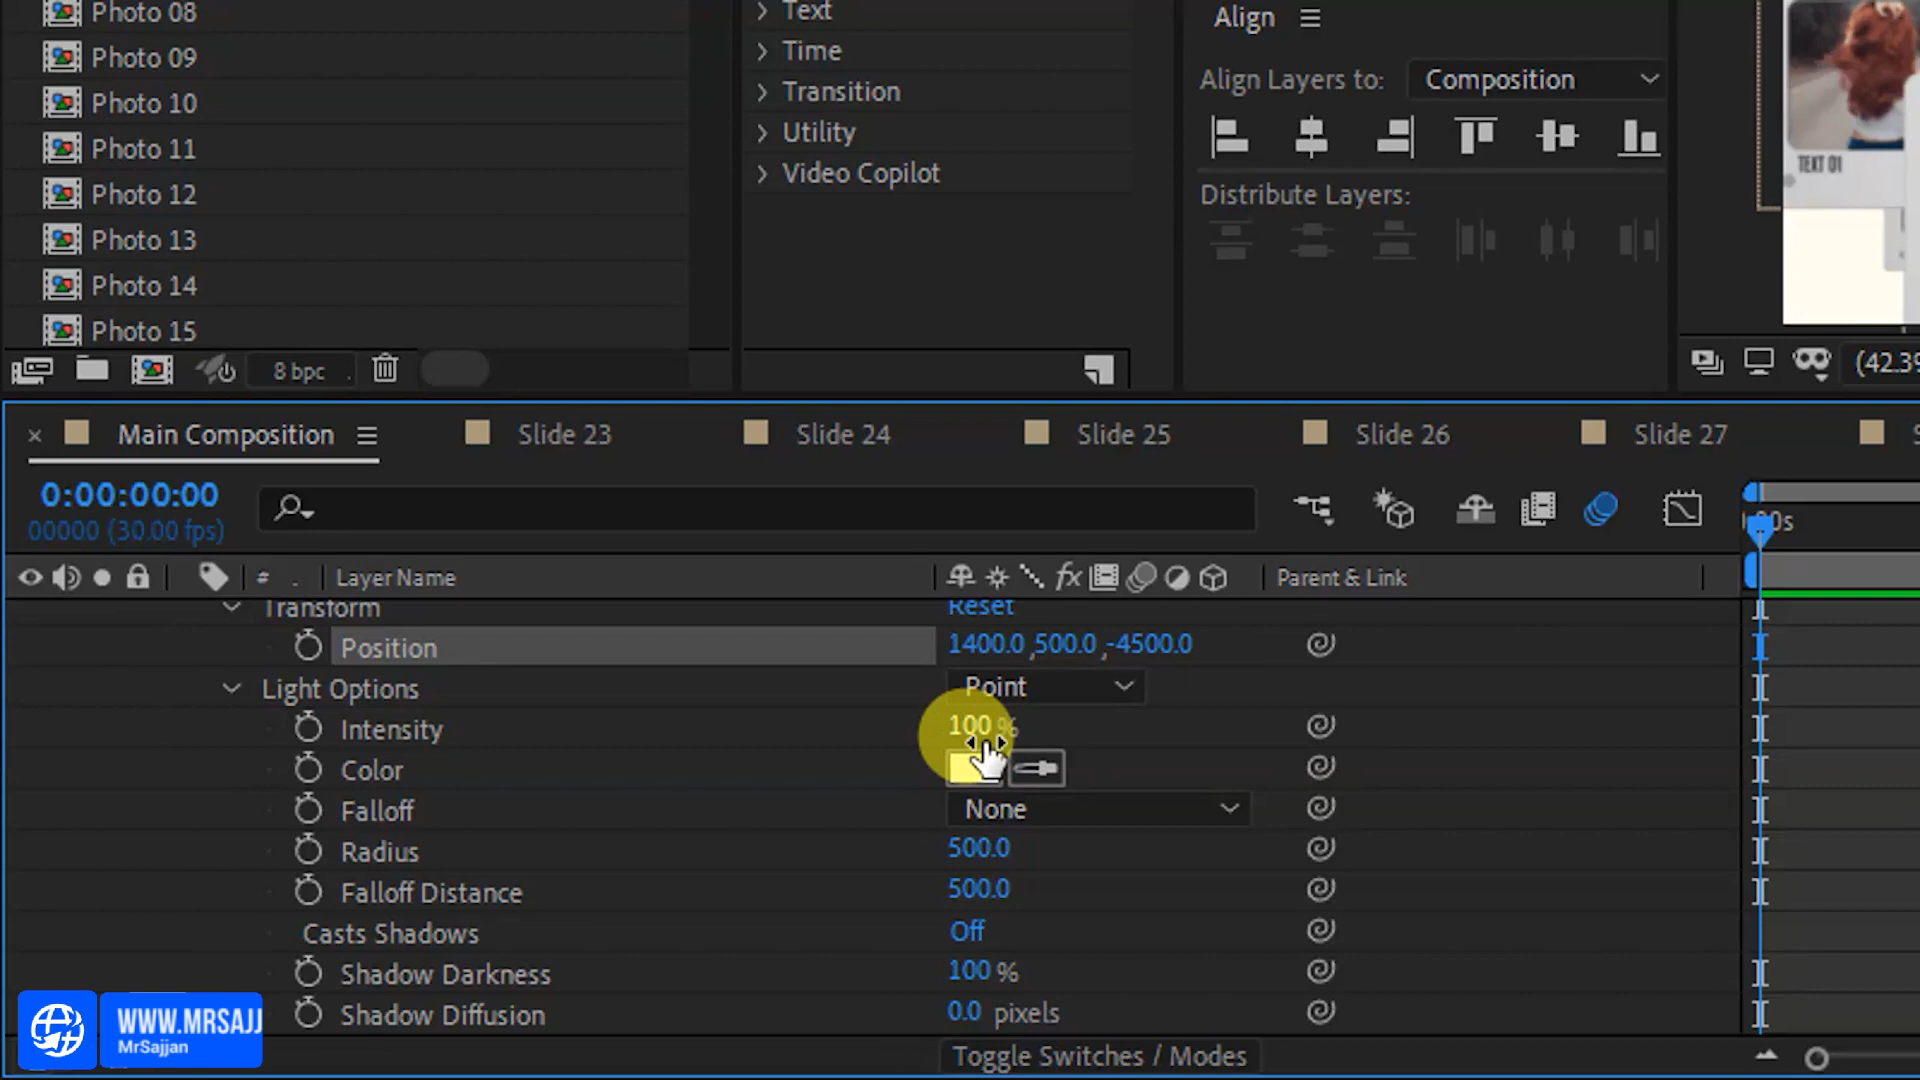 Photo 08
Photo 09
Photo 10
Photo 11
Photo 12
Photo 13
Photo 14
Photo 15
8 bpc
Text
Time
Transition
Utility
Video Copilot
Align
Align Layers to: Composition
Distribute Layers:
TEXT 01
(42.39
Main Composition
Slide 23
Slide 24
Slide 25
Slide 26
Slide 27
0:00:00:00
00000 (30.00 fps)
# . Layer Name
fx
Parent & Link
Transform Reset
Position 1400.0 ,500.0 ,-4500.0
Light Options Point
Intensity 100 %
Color
Falloff None
Radius 500.0
Falloff Distance 500.0
Casts Shadows Off
Shadow Darkness 100 %
Shadow Diffusion 0.0 pixels
Toggle Switches / Modes
WWW.MRSAJJ
MrSajjan